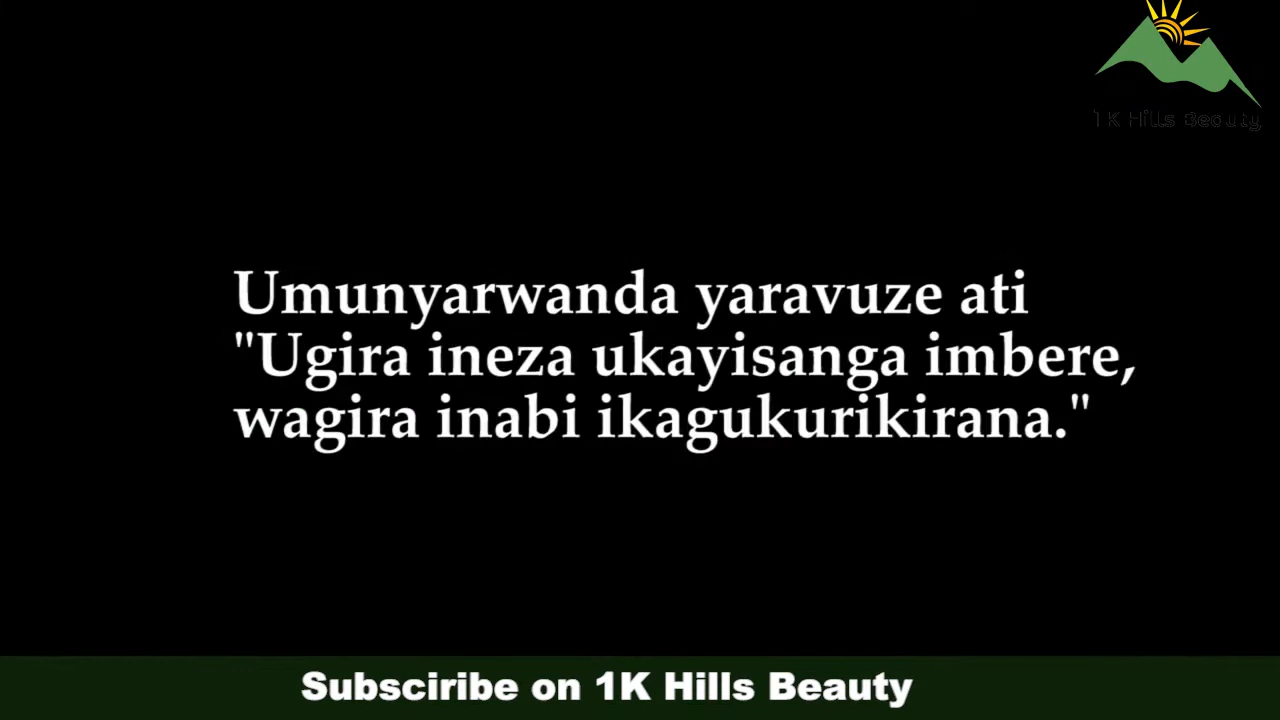 1K Hills Beauty
Umunyarwanda yaravuze ati
"Ugira ineza ukayisanga imbere,
wagira inabi ikagukurikirana."
Subsciribe on 1K Hills Beauty